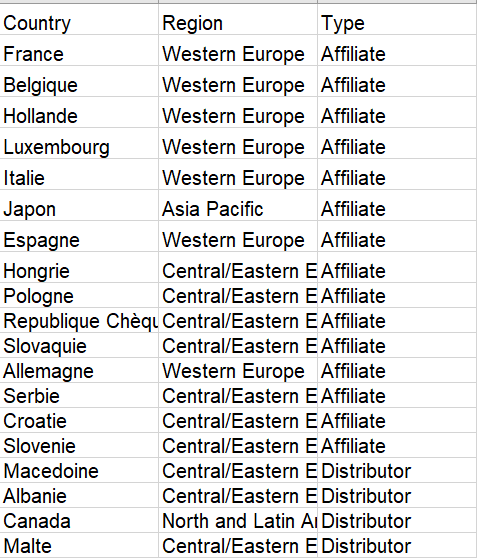 Country Region Type
France Western Europe Affiliate
Belgique Western Europe Affiliate
Hollande Western Europe Affiliate
Luxembourg Western Europe Affiliate
Italie Western Europe Affiliate
Japon Asia Pacific Affiliate
Espagne Western Europe Affiliate
Hongrie Central/Eastern E Affiliate
Pologne Central/Eastern E Affiliate
Republique Chèqu Central/Eastern E Affiliate
Slovaquie Central/Eastern E Affiliate
Allemagne Western Europe Affiliate
Serbie Central/Eastern E Affiliate
Croatie Central/Eastern E Affiliate
Slovenie Central/Eastern E Affiliate
Macedoine Central/Eastern E Distributor
Albanie Central/Eastern E Distributor
Canada North and Latin A Distributor
Malte Central/Eastern E Distributor